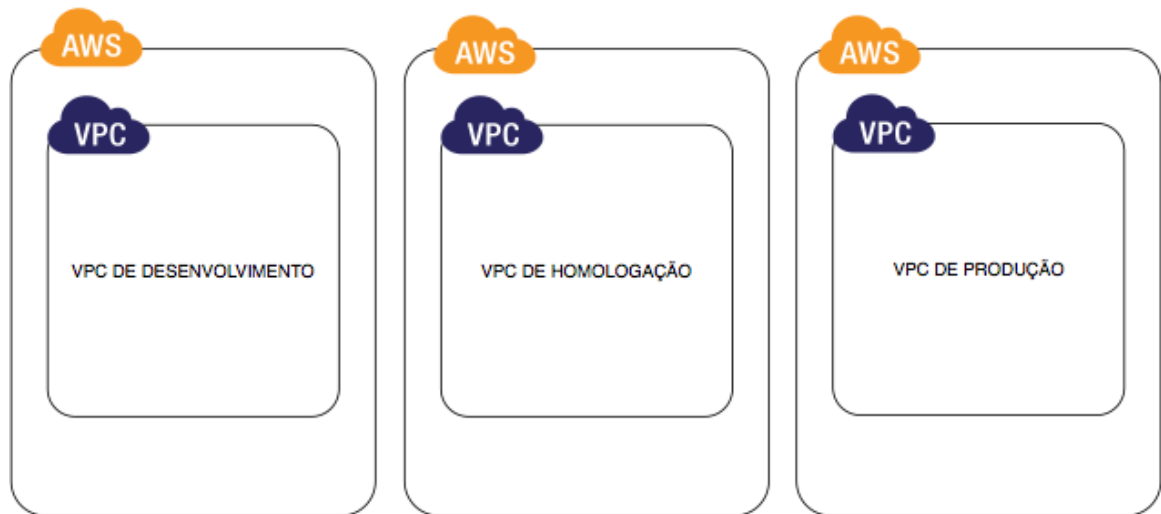 AWS
AWS
AWS
VPC
VPC
VPC
VPC DE DESENVOLVIMENTO
VPC DE HOMOLOGAÇÃO
VPC DE PRODUÇÃO